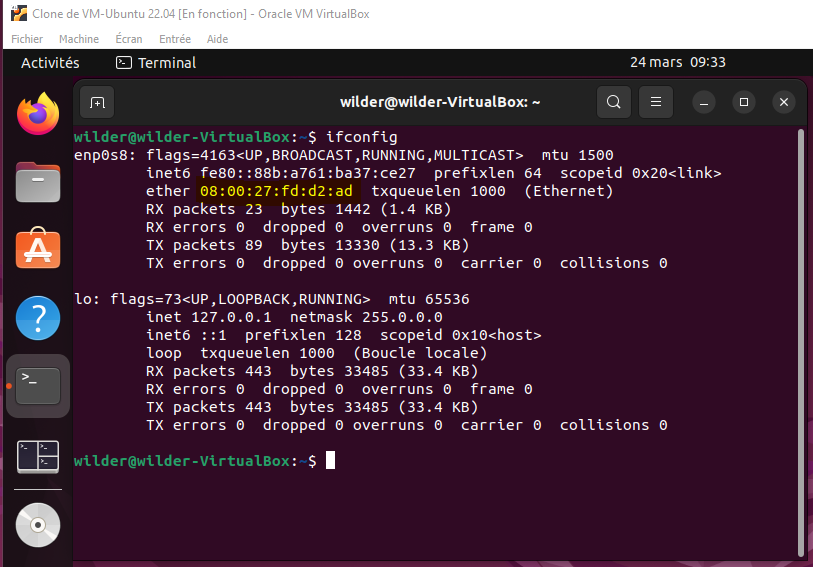 Clone de VM-Ubuntu 22.04 [En fonction] - Oracle VM VirtualBox
Fichier Machine Écran Entrée Aide
Activités Terminal 24 mars 09:33
wilder@wilder-VirtualBox: ~
wilder@wilder-VirtualBox:~$ ifconfig
enp0s8: flags=4163<UP,BROADCAST,RUNNING,MULTICAST>  mtu 1500
        inet6 fe80::88b:a761:ba37:ce27  prefixlen 64  scopeid 0x20<link>
        ether 08:00:27:fd:d2:ad  txqueuelen 1000  (Ethernet)
        RX packets 23  bytes 1442 (1.4 KB)
        RX errors 0  dropped 0  overruns 0  frame 0
        TX packets 89  bytes 13330 (13.3 KB)
        TX errors 0  dropped 0 overruns 0  carrier 0  collisions 0
lo: flags=73<UP,LOOPBACK,RUNNING>  mtu 65536
        inet 127.0.0.1  netmask 255.0.0.0
        inet6 ::1  prefixlen 128  scopeid 0x10<host>
        loop  txqueuelen 1000  (Boucle locale)
        RX packets 443  bytes 33485 (33.4 KB)
        RX errors 0  dropped 0  overruns 0  frame 0
        TX packets 443  bytes 33485 (33.4 KB)
        TX errors 0  dropped 0 overruns 0  carrier 0  collisions 0
wilder@wilder-VirtualBox:~$